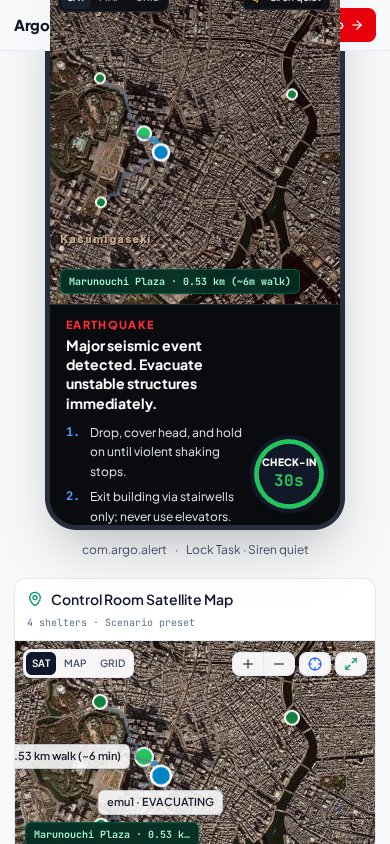 Argo
Siren quiet
Kasumigaseki
Marunouchi Plaza · 0.53 km (~6m walk)
EARTHQUAKE
Major seismic event
detected. Evacuate
unstable structures
immediately.
1. Drop, cover head, and hold
on until violent shaking
stops.
CHECK-IN
30s
2. Exit building via stairwells
only; never use elevators.
com.argo.alert · Lock Task · Siren quiet
Control Room Satellite Map
4 shelters · Scenario preset
SAT MAP GRID + −
.53 km walk (~6 min)
emu1 · EVACUATING
Marunouchi Plaza · 0.53 k…